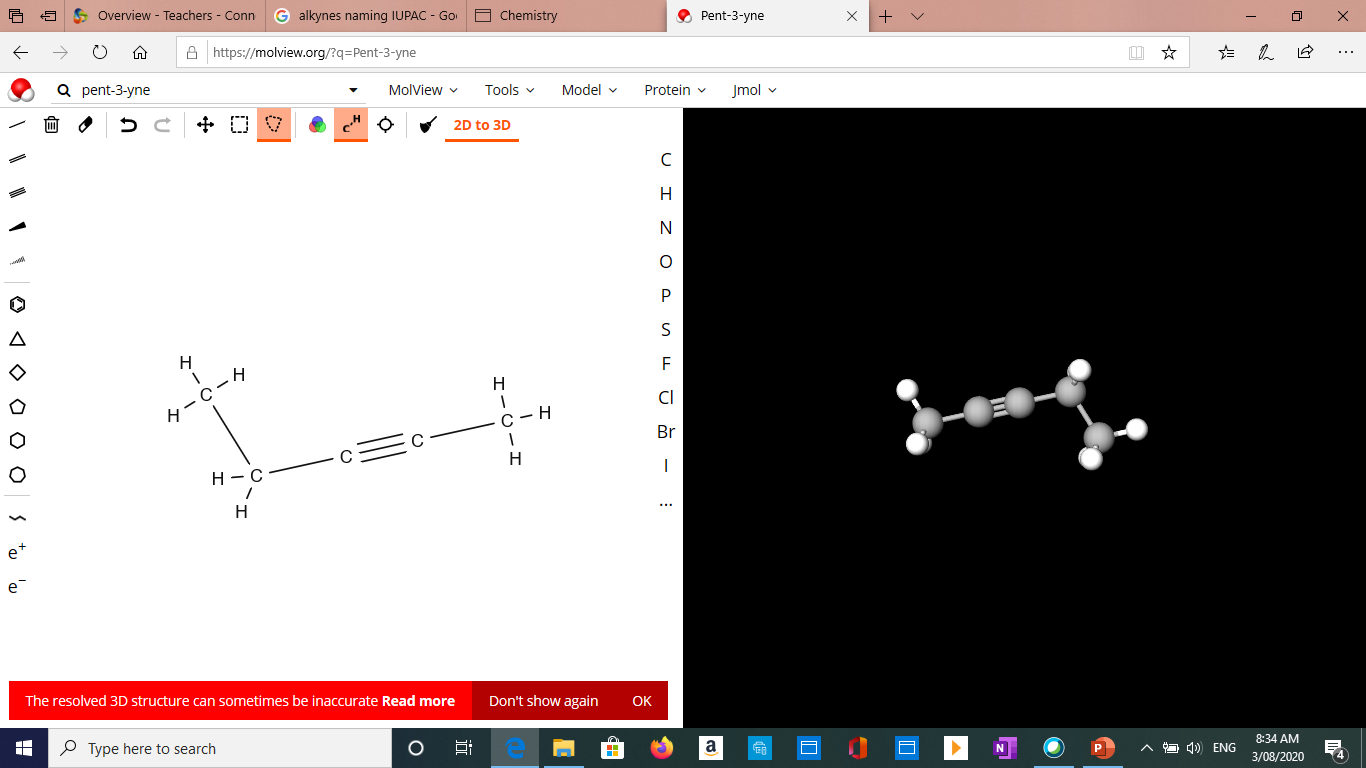 Overview - Teachers - Conn
alkynes naming IUPAC - Goo
Chemistry
Pent-3-yne
https://molview.org/?q=Pent-3-yne
pent-3-yne
MolView
Tools
Model
Protein
Jmol
C H
2D to 3D
C
H
N
O
P
S
F
Cl
Br
I
...
e+
e−
H
H
C
H
H
C
H
C
C
H
C
H
H
The resolved 3D structure can sometimes be inaccurate Read more
Don't show again
OK
Type here to search
ENG
8:34 AM
3/08/2020
4